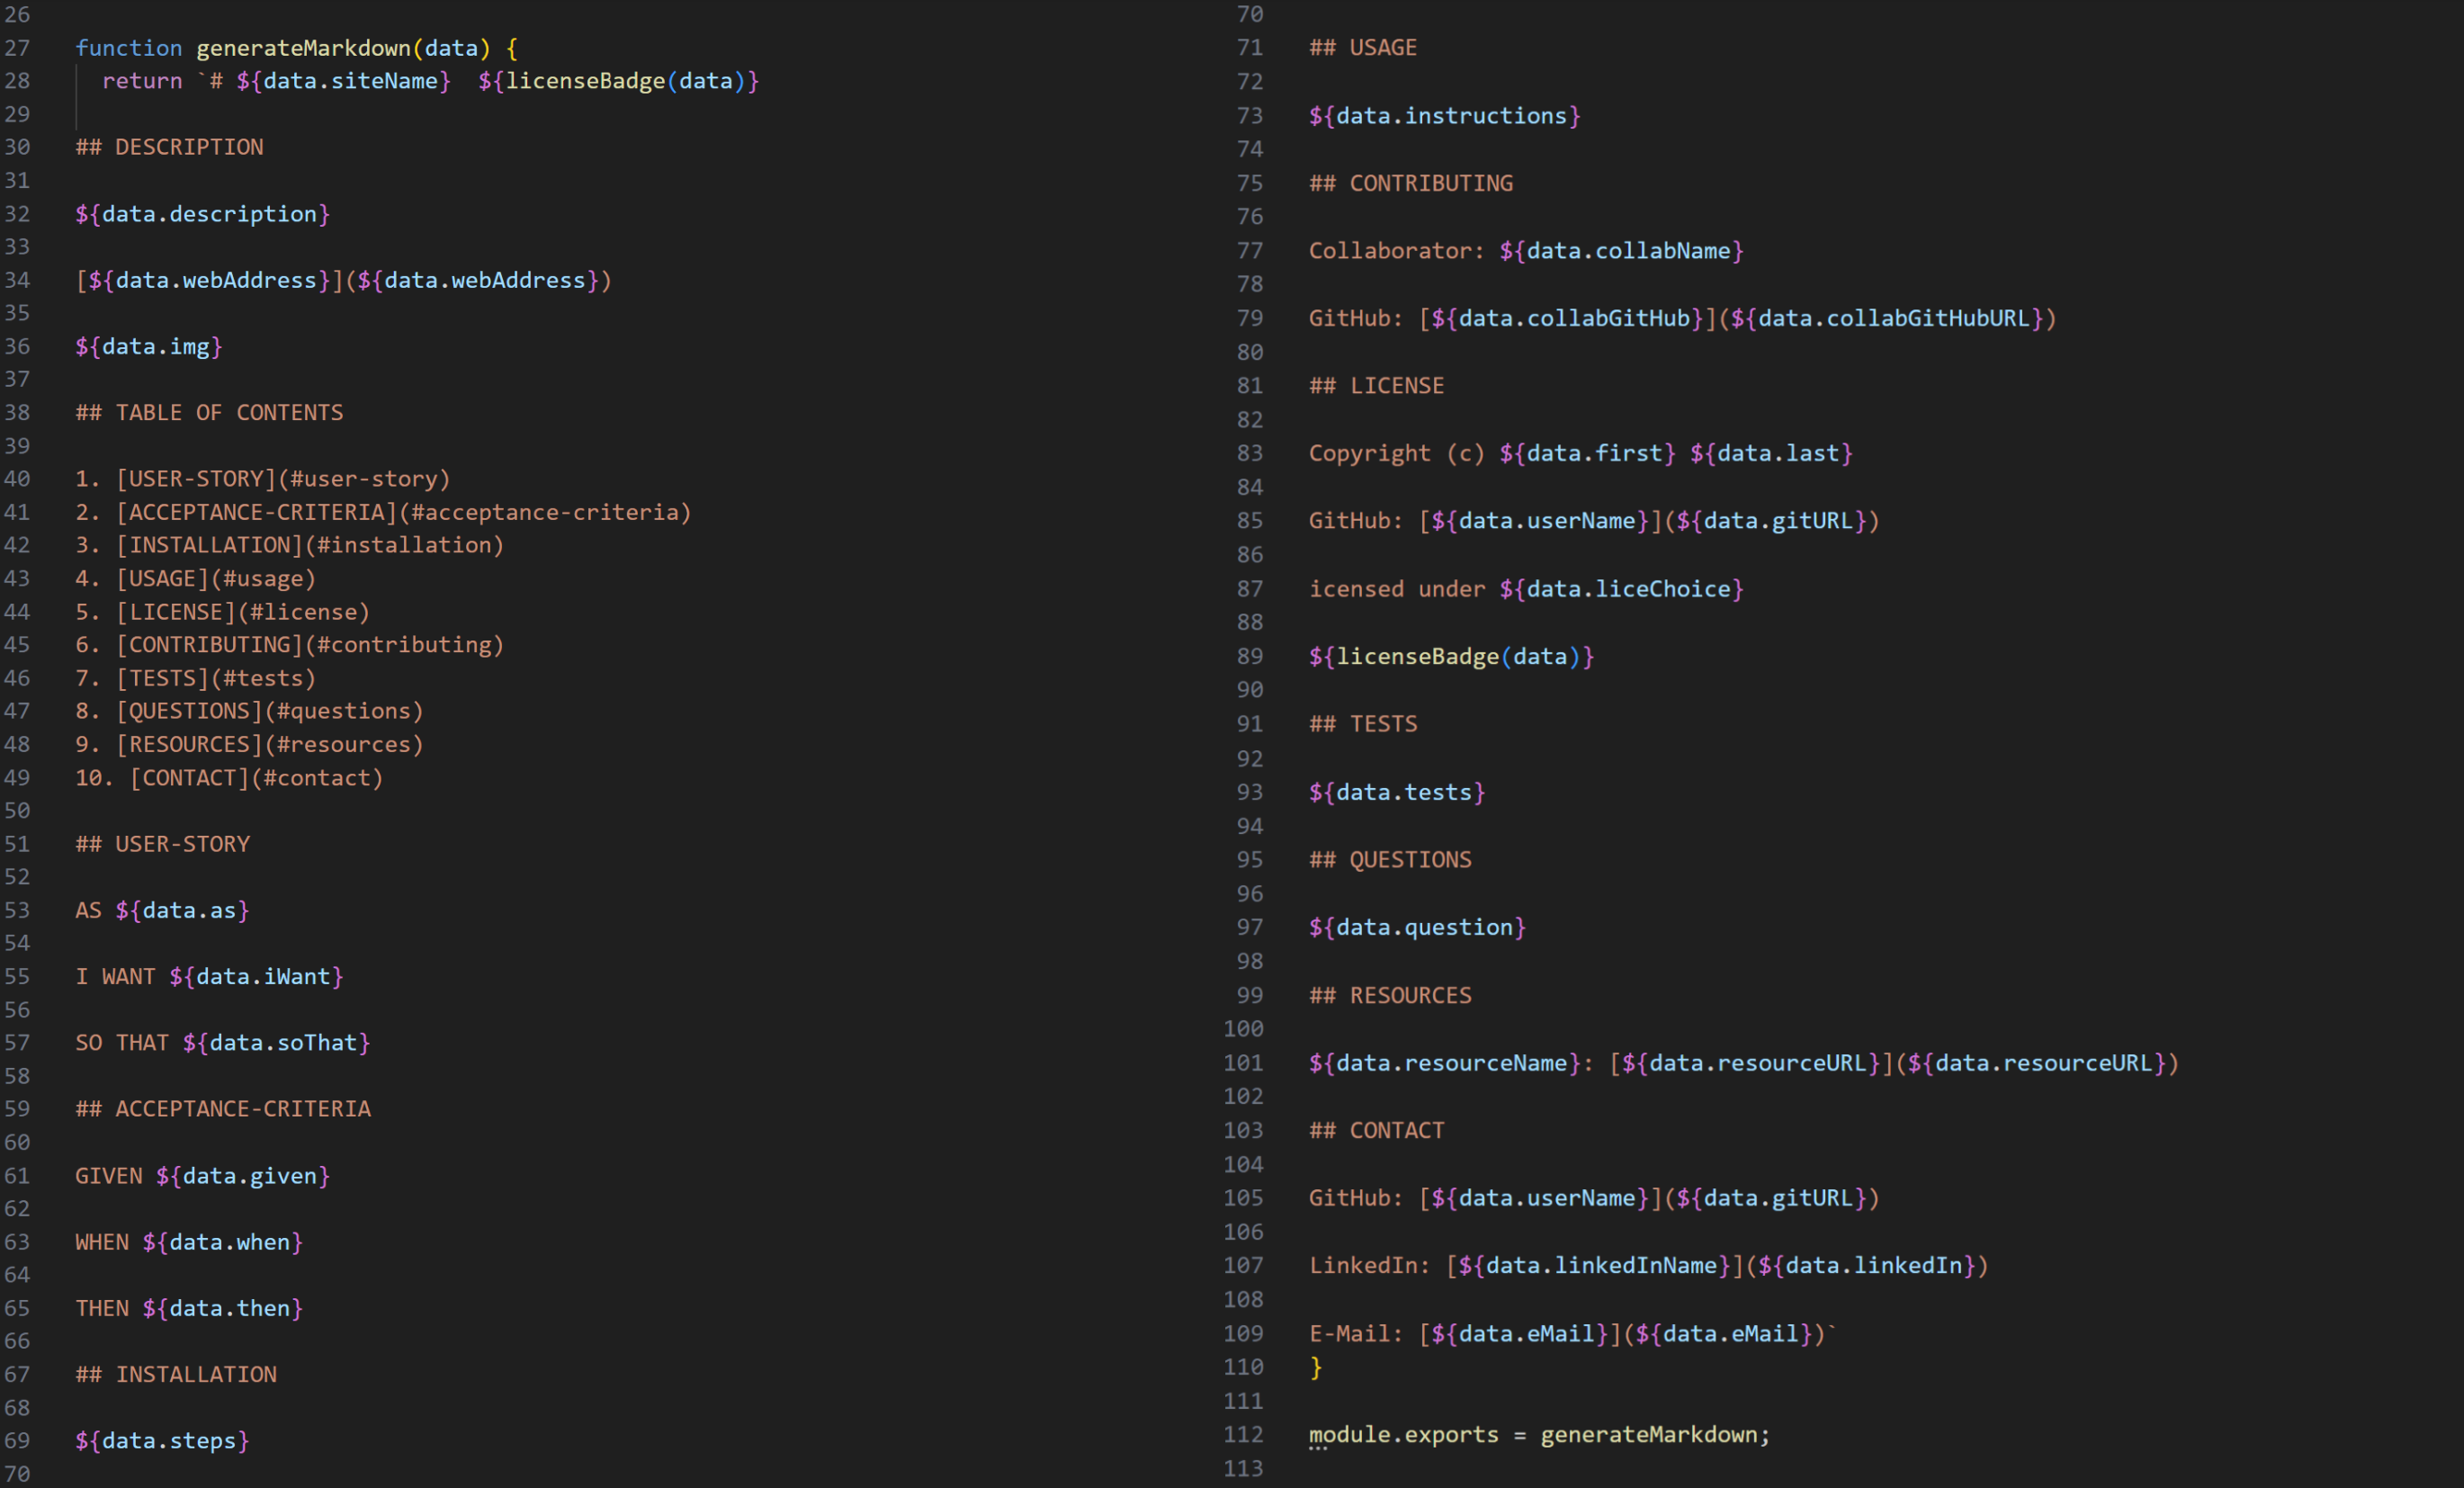 26
27 function generateMarkdown(data) {
28 return `# ${data.siteName}  ${licenseBadge(data)}
29
30 ## DESCRIPTION
31
32 ${data.description}
33
34 [${data.webAddress}](${data.webAddress})
35
36 ${data.img}
37
38 ## TABLE OF CONTENTS
39
40 1. [USER-STORY](#user-story)
41 2. [ACCEPTANCE-CRITERIA](#acceptance-criteria)
42 3. [INSTALLATION](#installation)
43 4. [USAGE](#usage)
44 5. [LICENSE](#license)
45 6. [CONTRIBUTING](#contributing)
46 7. [TESTS](#tests)
47 8. [QUESTIONS](#questions)
48 9. [RESOURCES](#resources)
49 10. [CONTACT](#contact)
50
51 ## USER-STORY
52
53 AS ${data.as}
54
55 I WANT ${data.iWant}
56
57 SO THAT ${data.soThat}
58
59 ## ACCEPTANCE-CRITERIA
60
61 GIVEN ${data.given}
62
63 WHEN ${data.when}
64
65 THEN ${data.then}
66
67 ## INSTALLATION
68
69 ${data.steps}
70
70
71 ## USAGE
72
73 ${data.instructions}
74
75 ## CONTRIBUTING
76
77 Collaborator: ${data.collabName}
78
79 GitHub: [${data.collabGitHub}](${data.collabGitHubURL})
80
81 ## LICENSE
82
83 Copyright (c) ${data.first} ${data.last}
84
85 GitHub: [${data.userName}](${data.gitURL})
86
87 icensed under ${data.liceChoice}
88
89 ${licenseBadge(data)}
90
91 ## TESTS
92
93 ${data.tests}
94
95 ## QUESTIONS
96
97 ${data.question}
98
99 ## RESOURCES
100
101 ${data.resourceName}: [${data.resourceURL}](${data.resourceURL})
102
103 ## CONTACT
104
105 GitHub: [${data.userName}](${data.gitURL})
106
107 LinkedIn: [${data.linkedInName}](${data.linkedIn})
108
109 E-Mail: [${data.eMail}](${data.eMail})`
110 }
111
112 module.exports = generateMarkdown;
113